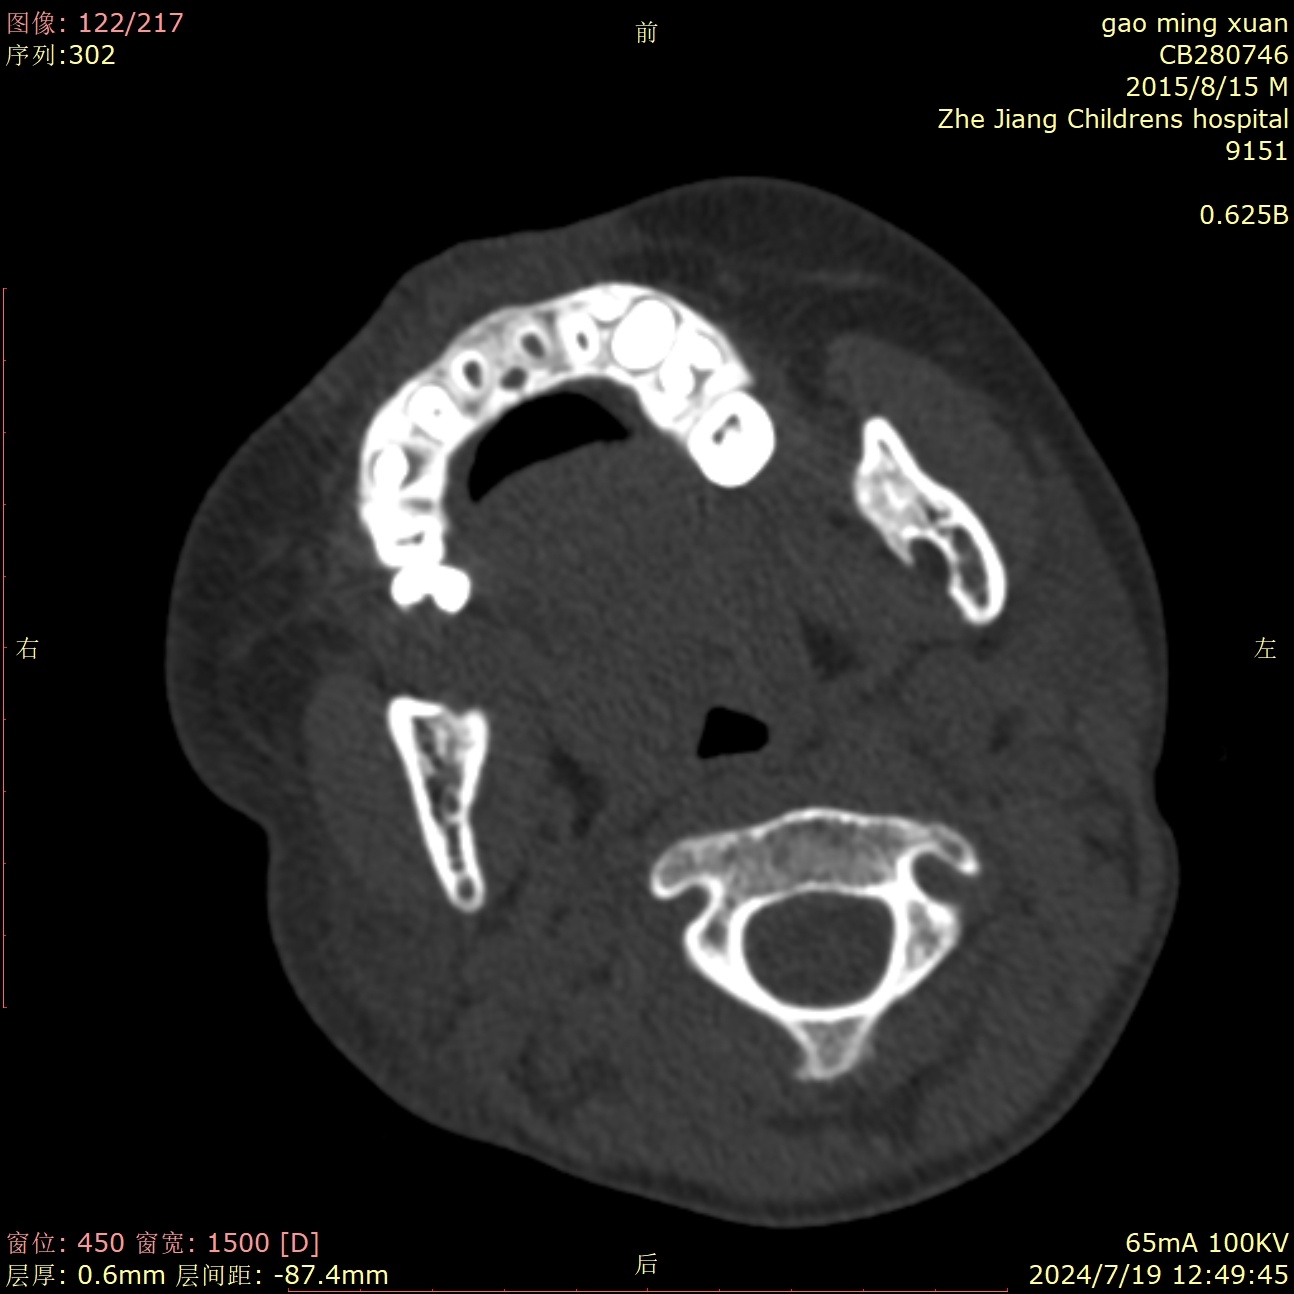 图像: 122/217
序列:302
前
gao ming xuan
CB280746
2015/8/15 M
Zhe Jiang Childrens hospital
9151
0.625B
右
左
窗位: 450 窗宽: 1500 [D]
层厚: 0.6mm 层间距: -87.4mm
后
65mA 100KV
2024/7/19 12:49:45